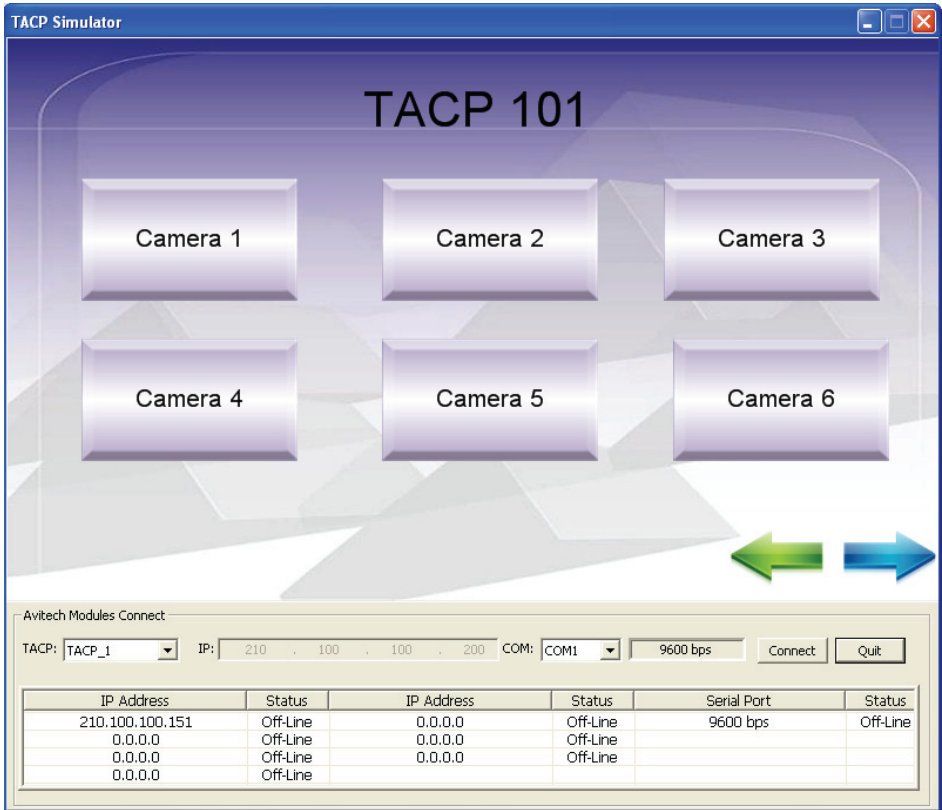 TACP Simulator
TACP 101
Camera 1 Camera 2 Camera 3
Camera 4 Camera 5 Camera 6
Avitech Modules Connect
TACP: TACP_1 IP: 210 . 100 . 100 . 200 COM: COM1 9600 bps Connect Quit
IP Address Status IP Address Status Serial Port Status
210.100.100.151 Off-Line 0.0.0.0 Off-Line 9600 bps Off-Line
0.0.0.0 Off-Line 0.0.0.0 Off-Line
0.0.0.0 Off-Line 0.0.0.0 Off-Line
0.0.0.0 Off-Line